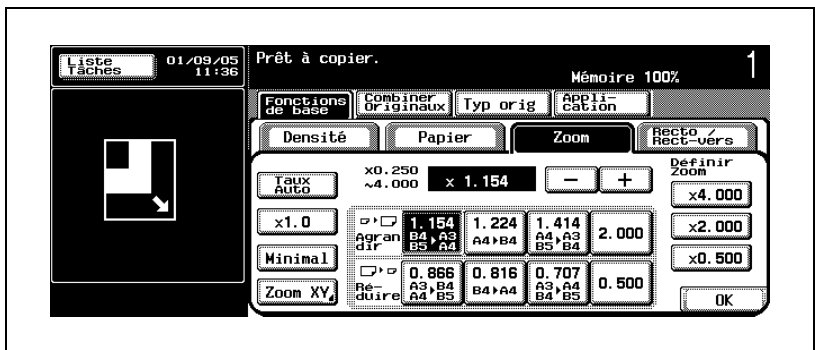 Liste
Tâches
01/09/05
11:36
Prêt à copier.
Mémoire 100%
1
Fonctions
de base
Combiner
Originaux
Typ orig
Appli-
cation
Densité
Papier
Zoom
Recto /
Rect-vers
Taux
Auto
x0.250
~4.000
x 1.154
−
+
Définir
Zoom
x4.000
x1.0
Agran
dir
1.154
B4▸A3
B5▸A4
1.224
A4▸B4
1.414
A4▸A3
B5▸B4
2.000
x2.000
Minimal
x0.500
Zoom XY
Ré-
duire
0.866
A3▸B4
A4▸B5
0.816
B4▸A4
0.707
A3▸A4
B4▸B5
0.500
OK